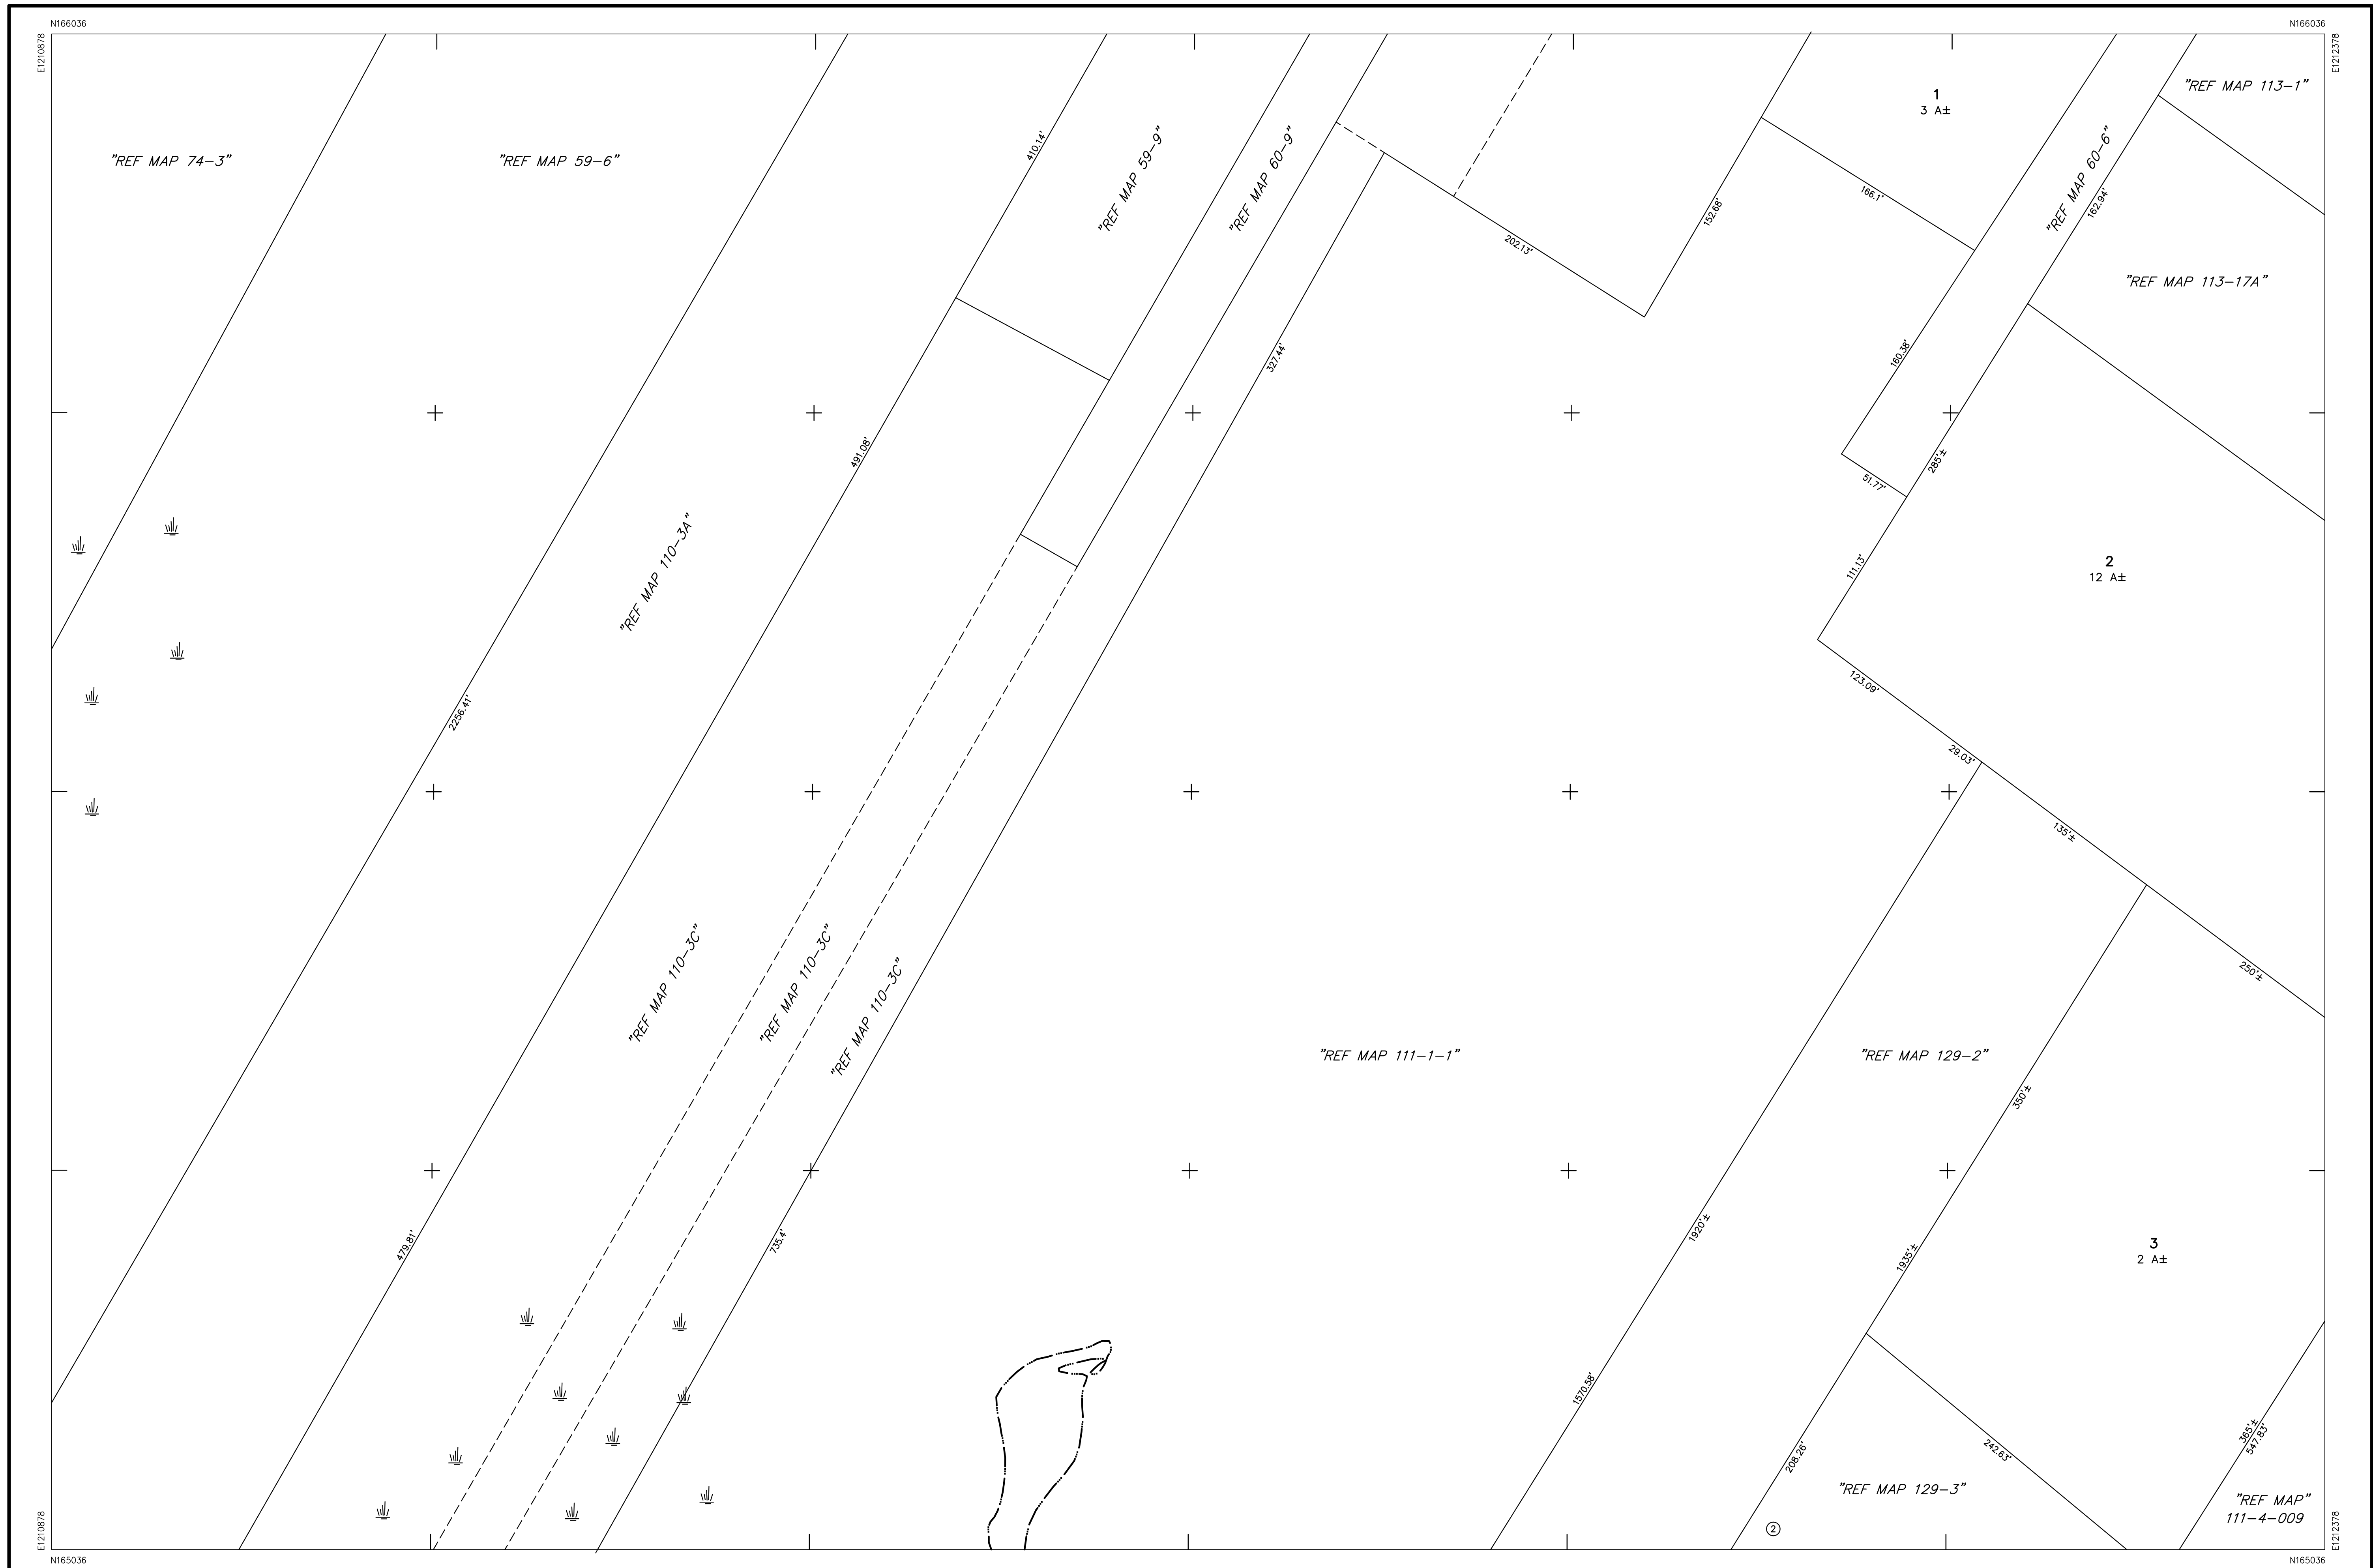 N166036
N166036
E1210878
E1212378
"REF MAP 113-1"
1
3 A±
"REF MAP 74-3"
"REF MAP 59-6"
410.14'
"REF MAP 59-9"
"REF MAP 60-9"
"REF MAP 60-6"
162.94'
166.1'
152.68'
202.13'
"REF MAP 113-17A"
327.44'
160.38'
491.08'
285'±
51.77'
"REF MAP 110-3A"
111.13'
2
12 A±
123.09'
2256.41'
29.03'
135'±
"REF MAP 110-3C"
"REF MAP 110-3C"
"REF MAP 110-3C"
250'±
"REF MAP 111-1-1"
"REF MAP 129-2"
350'±
479.81'
735.4'
1920'±
1935'±
3
2 A±
1570.58'
208.26'
242.63'
365'±
547.83'
"REF MAP 129-3"
"REF MAP"
111-4-009
2
E1210878
E1212378
N165036
N165036